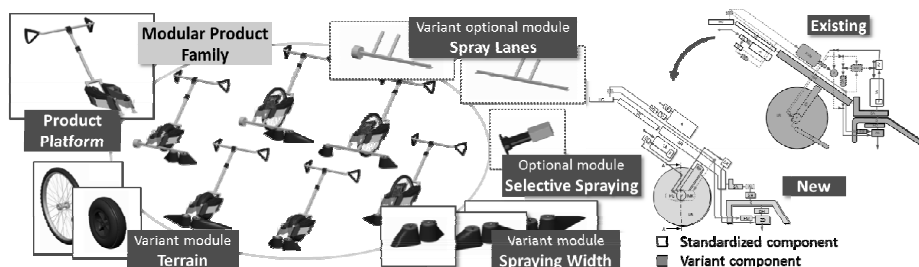 Modular Product
Family
Product
Platform
Variant module
Terrain
Variant optional module
Spray Lanes
Optional module
Selective Spraying
Variant module
Spraying Width
Existing
New
Standardized component
Variant component